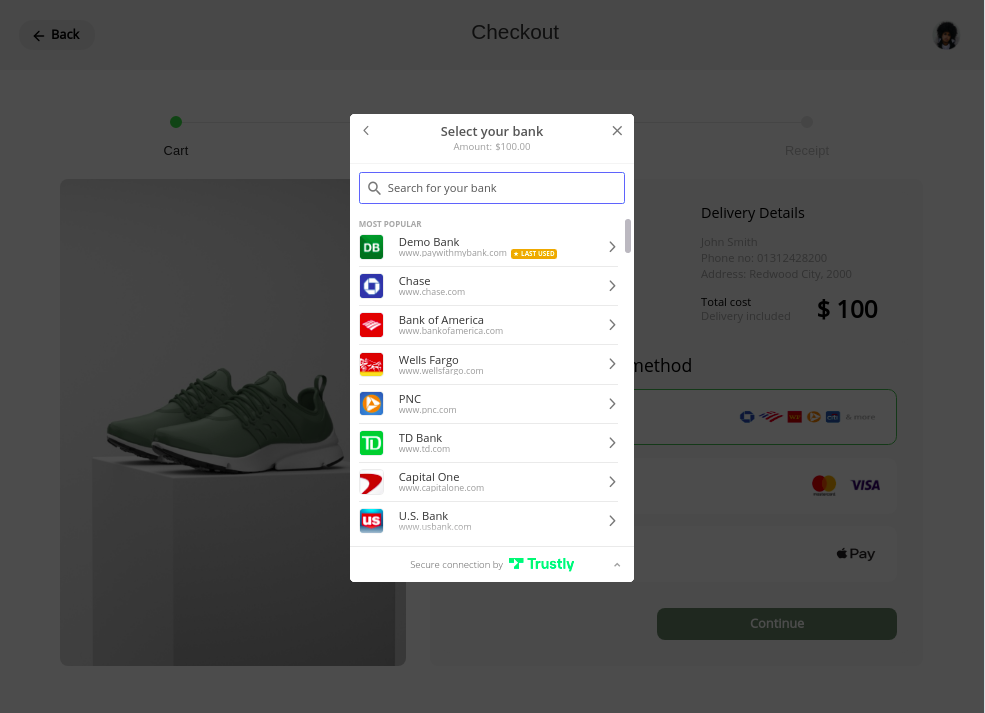 Back
Checkout
Cart
Receipt
Select your bank
Amount: $100.00
Search for your bank
MOST POPULAR
DB
Demo Bank
www.paywithmybank.com
★ LAST USED
Chase
www.chase.com
Bank of America
www.bankofamerica.com
Wells Fargo
www.wellsfargo.com
PNC
www.pnc.com
TD
TD Bank
www.td.com
Capital One
www.capitalone.com
us
U.S. Bank
www.usbank.com
Secure connection by Trustly
Delivery Details
John Smith
Phone no: 01312428200
Address: Redwood City, 2000
Total cost
Delivery included
$ 100
method
& more
VISA
Pay
Continue